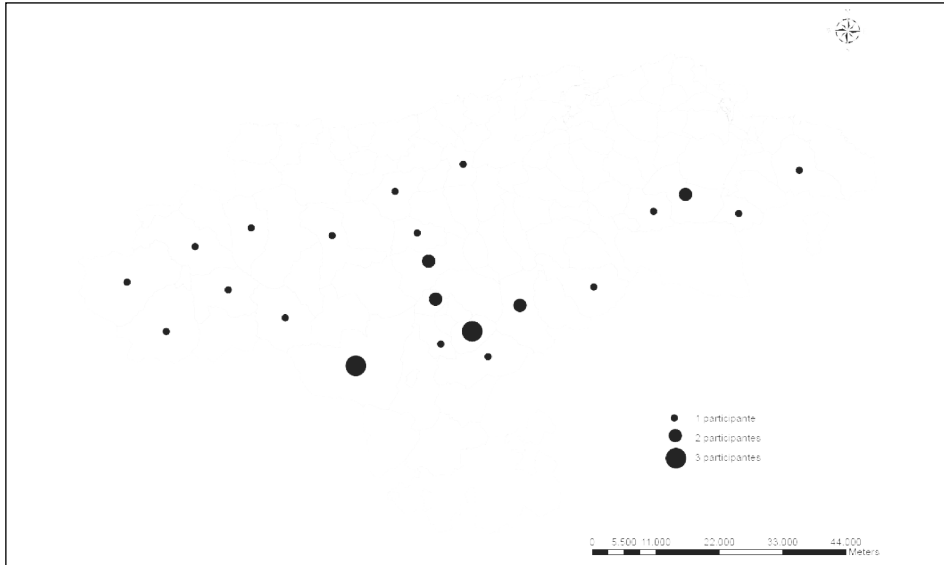 1 participante
2 participantes
3 participantes
0 5.500 11.000 22.000 33.000 44.000
Meters